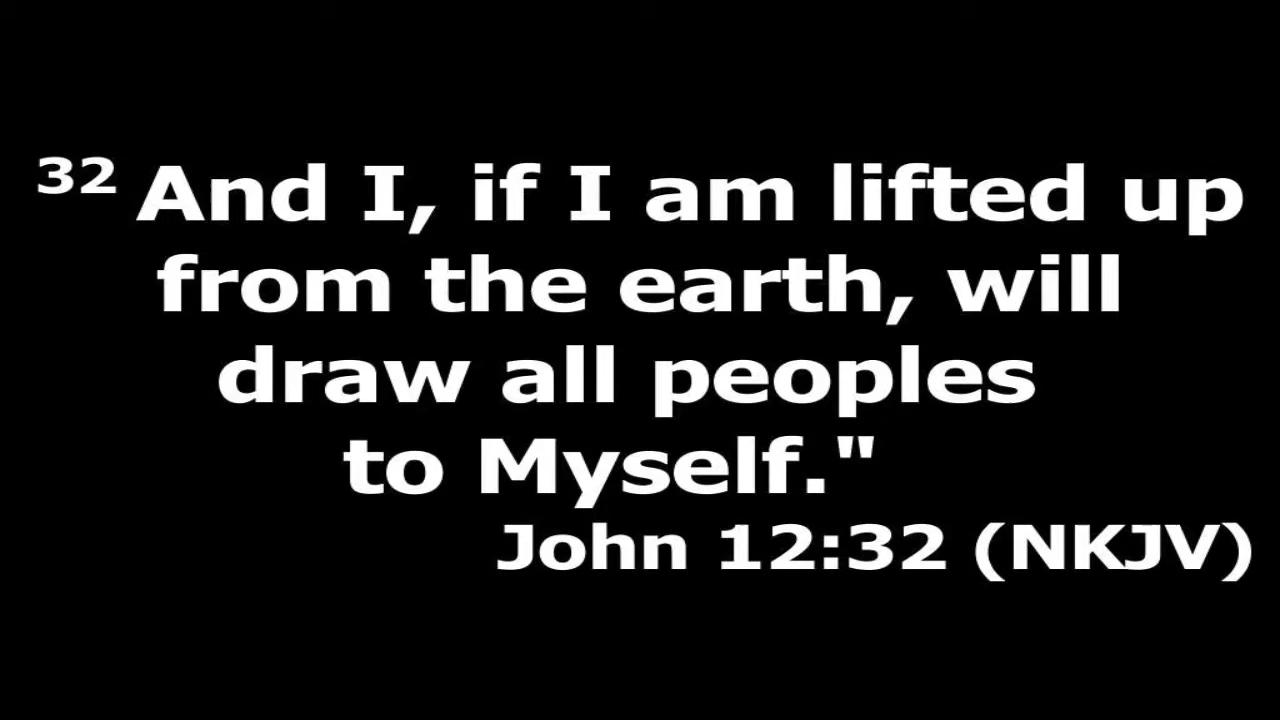 32 And I, if I am lifted up
from the earth, will
draw all peoples
to Myself."
John 12:32 (NKJV)